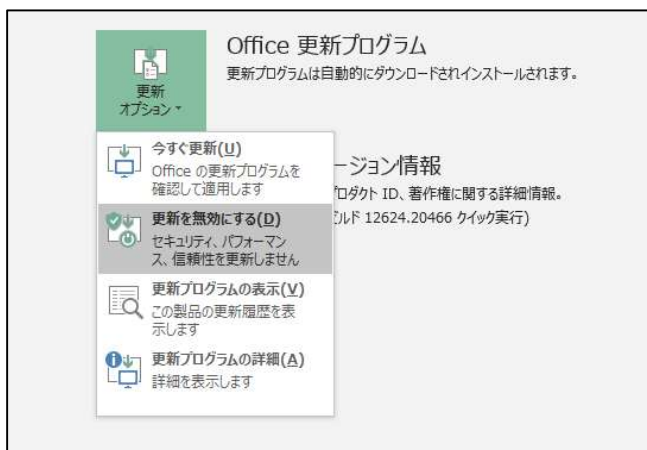 Office 更新プログラム
更新プログラムは自動的にダウンロードされインストールされます。
更新
オプション
今すぐ更新(U)
Office の更新プログラムを
確認して適用します
ージョン情報
プロダクト ID、著作権に関する詳細情報。
更新を無効にする(D)
ビルド 12624.20466 クイック実行)
セキュリティ、パフォーマン
ス、信頼性を更新しません
更新プログラムの表示(V)
この製品の更新履歴を表
示します
更新プログラムの詳細(A)
詳細を表示します